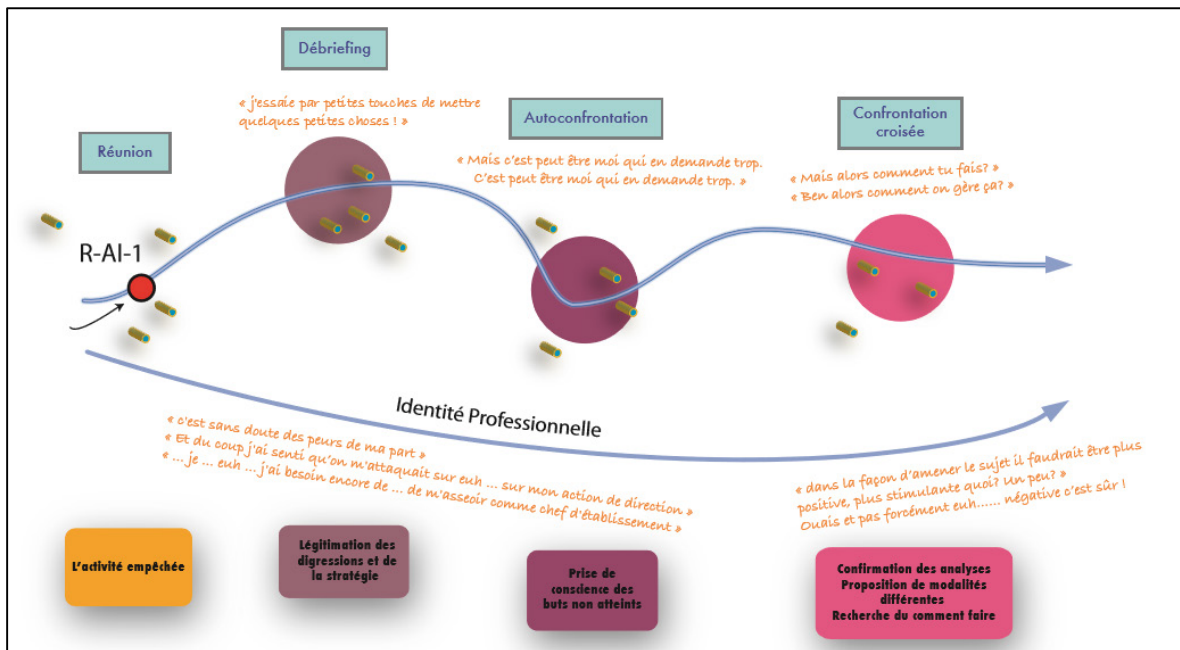 Débriefing
« j'essaie par petites touches de mettre
quelques petites choses ! »
Réunion
Autoconfrontation
Confrontation
croisée
« Mais c'est peut être moi qui en demande trop.
C'est peut être moi qui en demande trop. »
« Mais alors comment tu fais? »
« Ben alors comment on gère ça? »
R-AI-1
Identité Professionnelle
« c'est sans doute des peurs de ma part »
« Et du coup j'ai senti qu'on m'attaquait sur euh ... sur mon action de direction »
« ... je ... euh ... j'ai besoin encore de ... de m'asseoir comme chef d'établissement »
« dans la façon d'amener le sujet il faudrait être plus
positive, plus stimulante quoi? Un peu? »
Ouais et pas forcément euh...... négative c'est sûr !
L'activité empêchée
Légitimation des
digressions et de
la stratégie
Prise de
conscience des
buts non atteints
Confirmation des analyses
Proposition de modalités
différentes
Recherche du comment faire